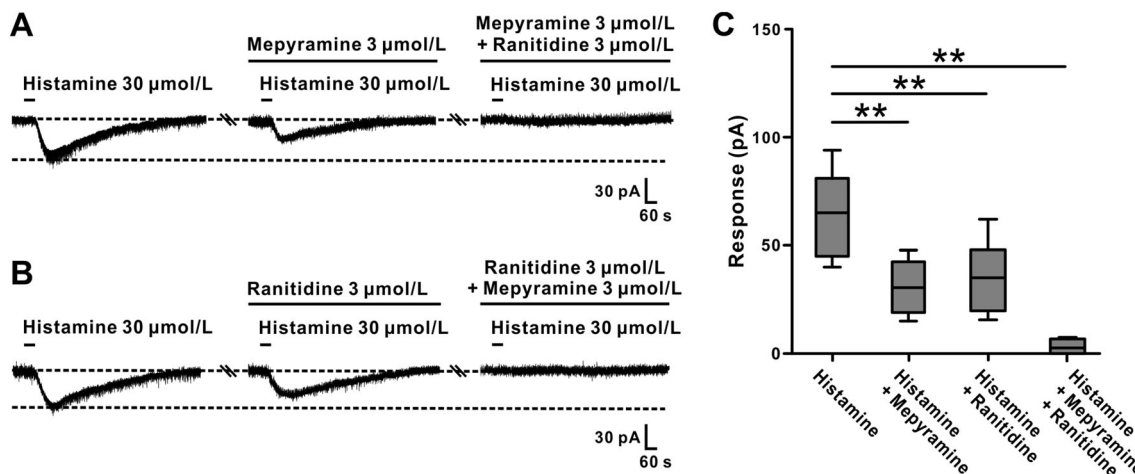 A
Mepyramine 3 μmol/L
Mepyramine 3 μmol/L
+ Ranitidine 3 μmol/L
Histamine 30 μmol/L
Histamine 30 μmol/L
Histamine 30 μmol/L
30 pA
60 s
B
Ranitidine 3 μmol/L
Ranitidine 3 μmol/L
+ Mepyramine 3 μmol/L
Histamine 30 μmol/L
Histamine 30 μmol/L
Histamine 30 μmol/L
30 pA
60 s
C
Response (pA)
150
100
50
0
**
**
**
Histamine
Histamine
+ Mepyramine
Histamine
+ Ranitidine
Histamine
+ Mepyramine
+ Ranitidine